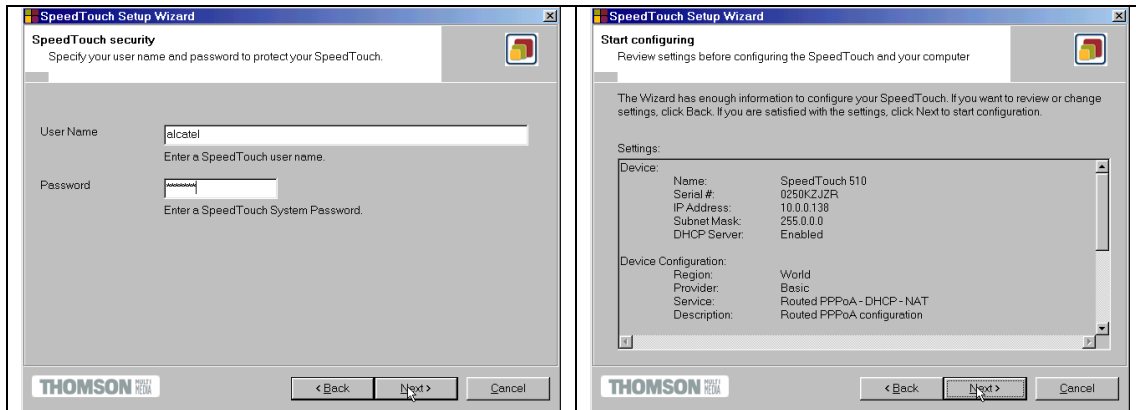 SpeedTouch Setup Wizard
SpeedTouch security
Specify your user name and password to protect your SpeedTouch.
User Name
alcatel
Enter a SpeedTouch user name.
Password
*******
Enter a SpeedTouch System Password.
THOMSON MULTI MEDIA
< Back
Next >
Cancel
SpeedTouch Setup Wizard
Start configuring
Review settings before configuring the SpeedTouch and your computer
The Wizard has enough information to configure your SpeedTouch. If you want to review or change
settings, click Back. If you are satisfied with the settings, click Next to start configuration.
Settings:
Device:
Name: SpeedTouch 510
Serial #: 0250KZJZR
IP Address: 10.0.0.138
Subnet Mask: 255.0.0.0
DHCP Server: Enabled
Device Configuration:
Region: World
Provider: Basic
Service: Routed PPPoA - DHCP - NAT
Description: Routed PPPoA configuration
THOMSON MULTI MEDIA
< Back
Next >
Cancel